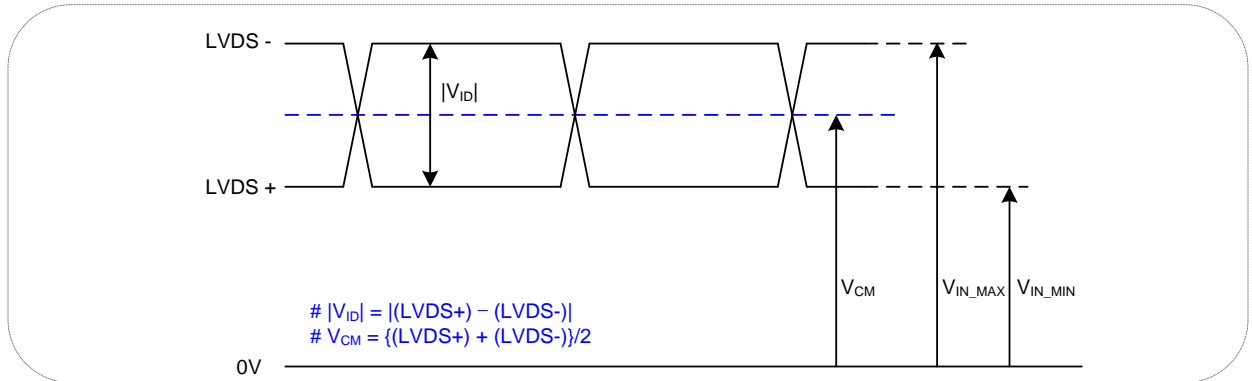 LVDS -
|VID|
LVDS +
VCM
VIN_MAX
VIN_MIN
# |VID| = |(LVDS+) – (LVDS-)|
# VCM = {(LVDS+) + (LVDS-)}/2
0V